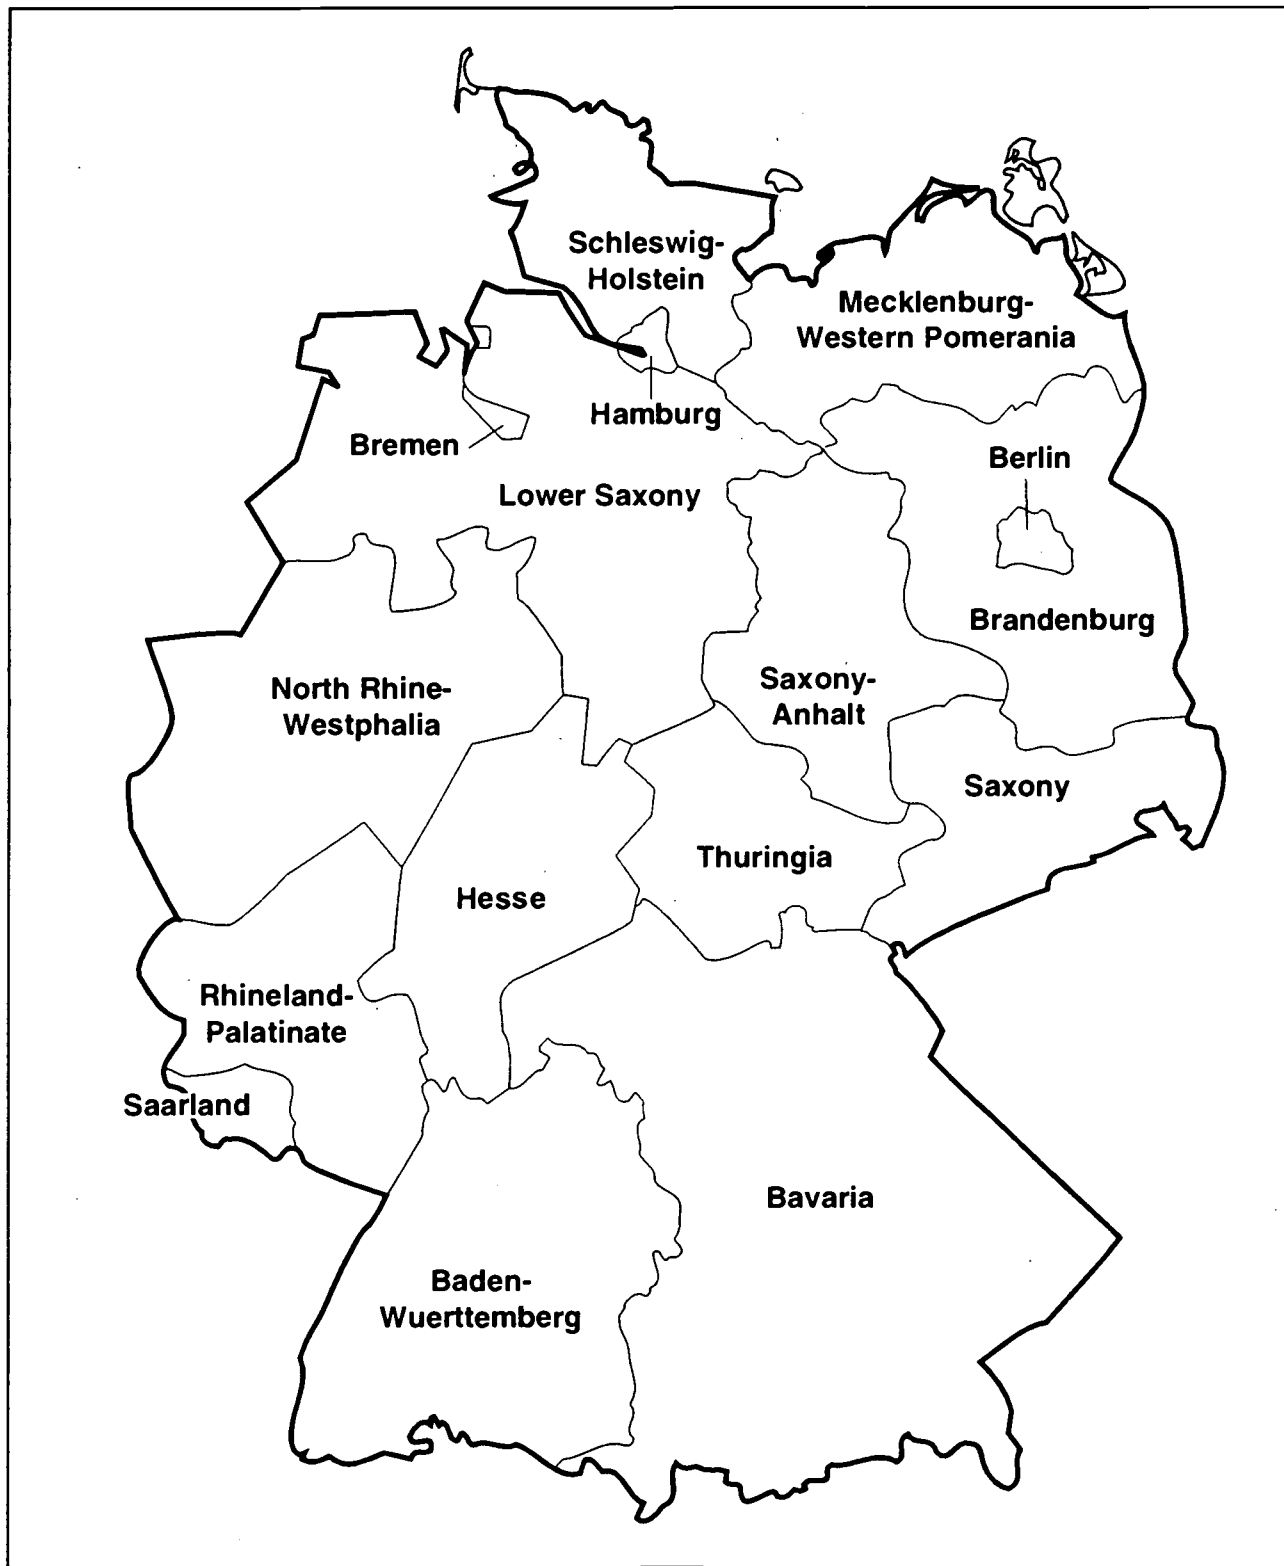 Schleswig-
Holstein
Mecklenburg-
Western Pomerania
Hamburg
Bremen
Berlin
Lower Saxony
Brandenburg
North Rhine-
Westphalia
Saxony-
Anhalt
Saxony
Thuringia
Hesse
Rhineland-
Palatinate
Saarland
Bavaria
Baden-
Wuerttemberg